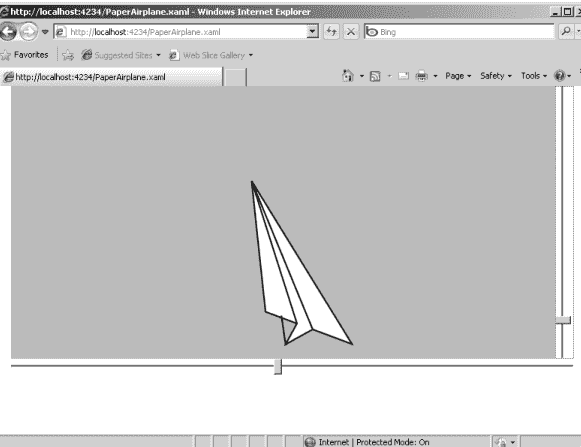 http://localhost:4234/PaperAirplane.xaml - Windows Internet Explorer
http://localhost:4234/PaperAirplane.xaml Bing
Favorites Suggested Sites Web Slice Gallery
http://localhost:4234/PaperAirplane.xaml Page Safety Tools
Internet | Protected Mode: On